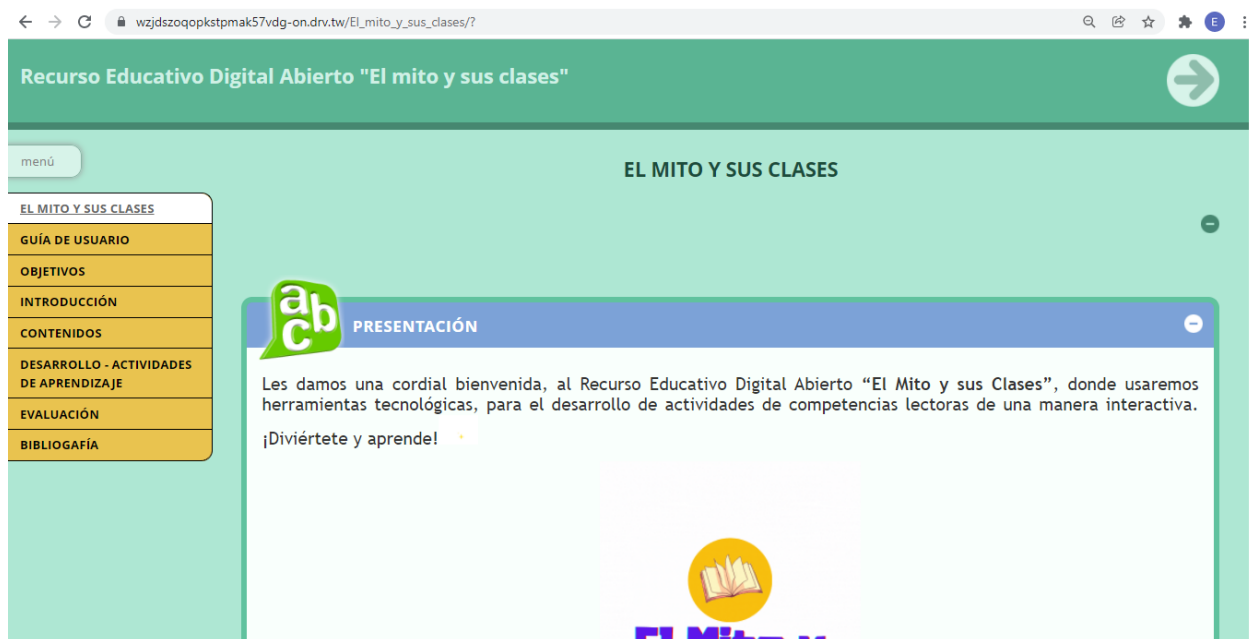 wzjdszoqopkstpmak57vdg-on.drv.tw/El_mito_y_sus_clases/?
E
Recurso Educativo Digital Abierto "El mito y sus clases"
menú
EL MITO Y SUS CLASES
EL MITO Y SUS CLASES
GUÍA DE USUARIO
OBJETIVOS
INTRODUCCIÓN
CONTENIDOS
DESARROLLO - ACTIVIDADES
DE APRENDIZAJE
EVALUACIÓN
BIBLIOGAFÍA
abc
PRESENTACIÓN
Les damos una cordial bienvenida, al Recurso Educativo Digital Abierto “El Mito y sus Clases”, donde usaremos
herramientas tecnológicas, para el desarrollo de actividades de competencias lectoras de una manera interactiva.
¡Diviértete y aprende!
El Mito y